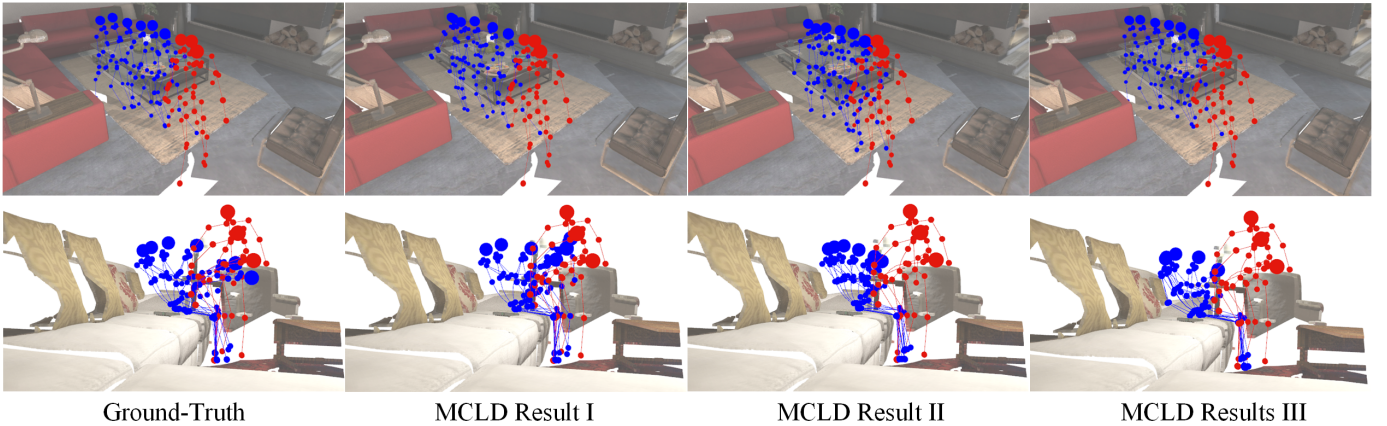 Ground-Truth
MCLD Result I
MCLD Result II
MCLD Results III